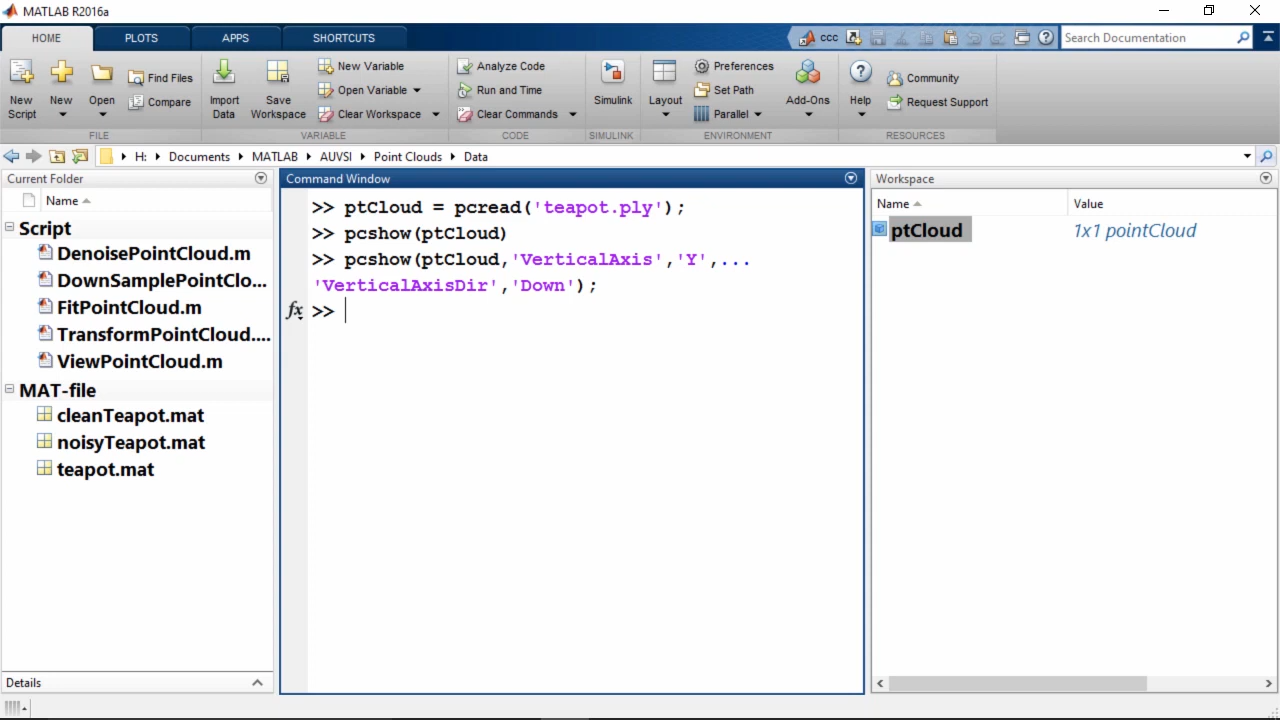 MATLAB R2016a
HOME PLOTS APPS SHORTCUTS ccc Search Documentation
New Script New Open Find Files Compare Import Data Save Workspace New Variable Open Variable Clear Workspace Analyze Code Run and Time Clear Commands Simulink Layout Preferences Set Path Parallel Add-Ons Help Community Request Support
FILE VARIABLE CODE SIMULINK ENVIRONMENT RESOURCES
H: Documents MATLAB AUVSI Point Clouds Data
Current Folder
Name
Script
DenoisePointCloud.m
DownSamplePointClo...
FitPointCloud.m
TransformPointCloud....
ViewPointCloud.m
MAT-file
cleanTeapot.mat
noisyTeapot.mat
teapot.mat
Details
Command Window
>> ptCloud = pcread('teapot.ply');
>> pcshow(ptCloud)
>> pcshow(ptCloud,'VerticalAxis','Y',...
'VerticalAxisDir','Down');
fx >>
Workspace
Name Value
ptCloud 1x1 pointCloud